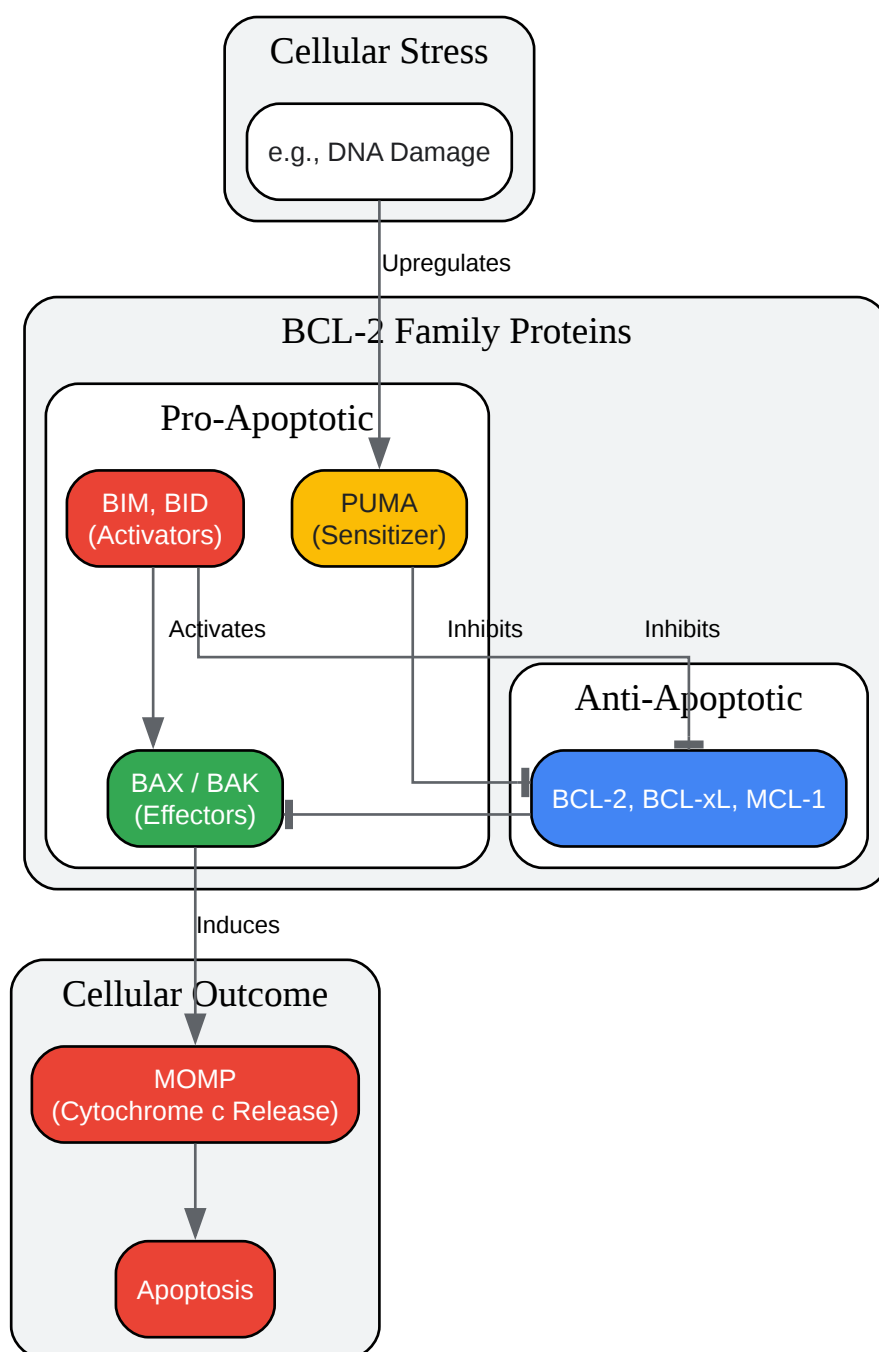 Cellular Stress
e.g., DNA Damage
Upregulates
BCL-2 Family Proteins
Pro-Apoptotic
BIM, BID
(Activators)
PUMA
(Sensitizer)
Activates
Inhibits
Inhibits
Anti-Apoptotic
BAX / BAK
(Effectors)
BCL-2, BCL-xL, MCL-1
Induces
Cellular Outcome
MOMP
(Cytochrome c Release)
Apoptosis